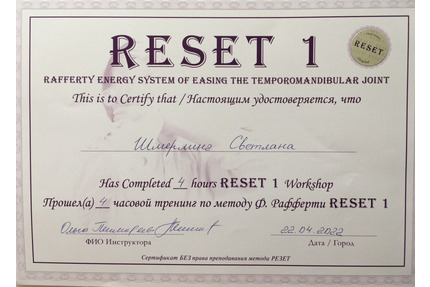 RESET 1
RESET
RAFFERTY ENERGY SYSTEM OF EASING THE TEMPOROMANDIBULAR JOINT
This is to Certify that / Настоящим удостоверяется, что
Светлана
Has Completed 4 hours RESET 1 Workshop
Прошел(а) 4 часовой тренинг по методу Ф. Рафферти RESET 1
Ольга
22.04.2022
ФИО Инструктора
Дата / Город
Сертификат БЕЗ права преподавания метода РЕЗЕТ